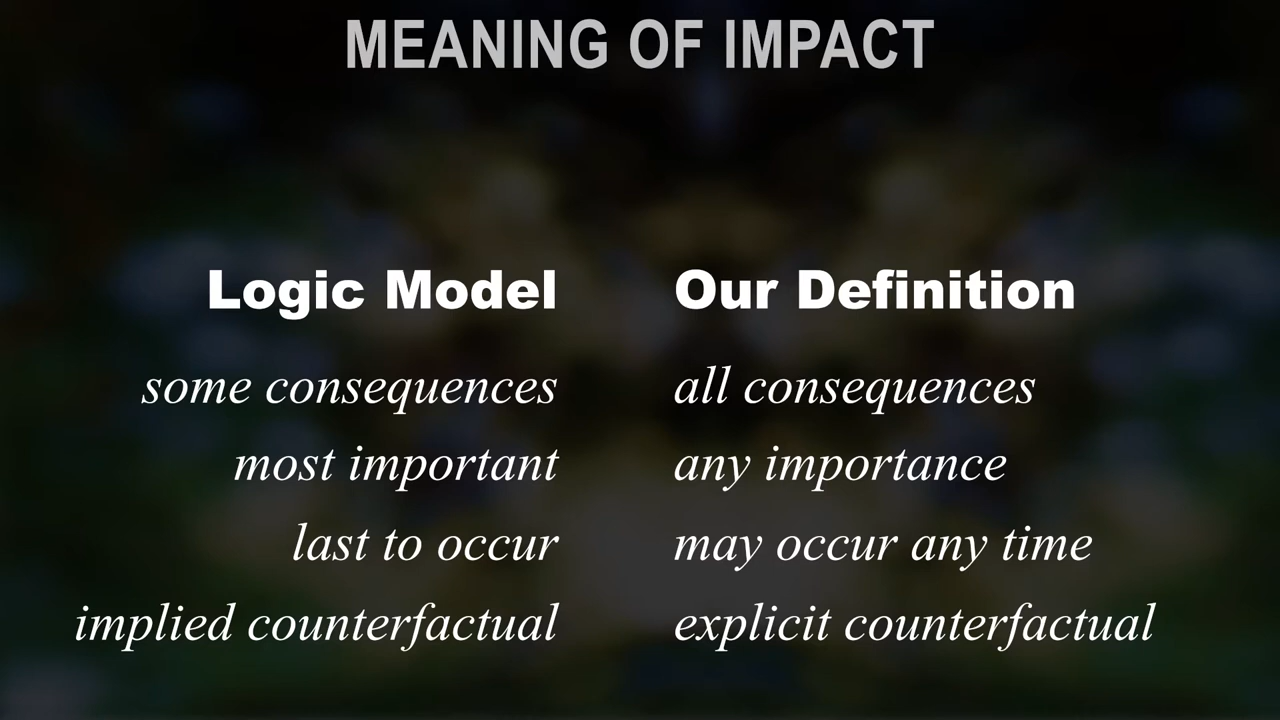 MEANING OF IMPACT
Logic Model
some consequences
most important
last to occur
implied counterfactual
Our Definition
all consequences
any importance
may occur any time
explicit counterfactual